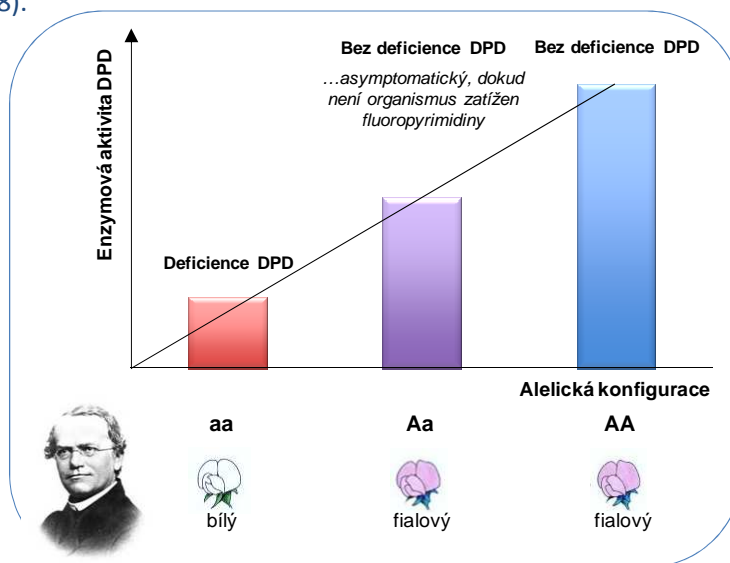 8).
Bez deficience DPD
Bez deficience DPD
…asymptomatický, dokud
není organismus zatížen
fluoropyrimidiny
Enzymová aktivita DPD
Deficience DPD
Alelická konfigurace
aa
Aa
AA
bílý
fialový
fialový